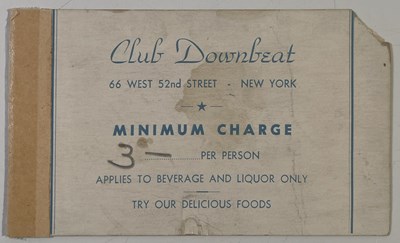 Club Downbeat
66 WEST 52nd STREET - NEW YORK
MINIMUM CHARGE
3— PER PERSON
APPLIES TO BEVERAGE AND LIQUOR ONLY
TRY OUR DELICIOUS FOODS